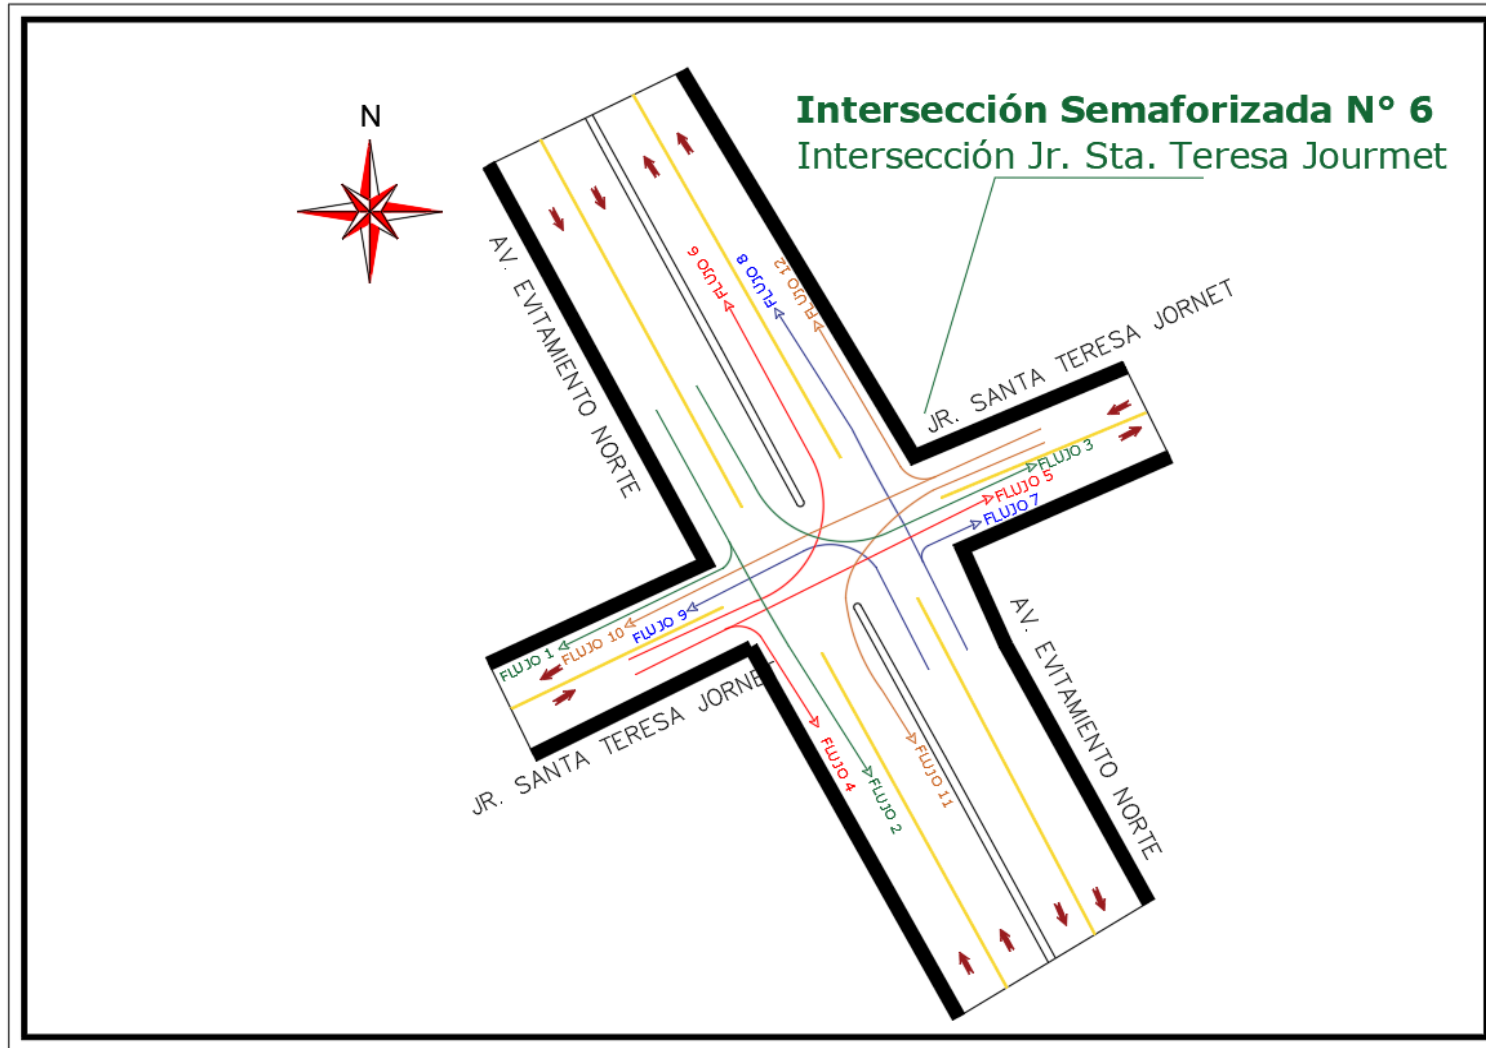 N
Intersección Semaforizada N° 6
Intersección Jr. Sta. Teresa Jourmet
AV. EVITAMIENTO NORTE
FLUJO 6
FLUJO 8
FLUJO 12
JR. SANTA TERESA JORNET
FLUJO 3
FLUJO 5
FLUJO 7
FLUJO 1
FLUJO 10
FLUJO 9
JR. SANTA TERESA JORNET
FLUJO 4
FLUJO 2
FLUJO 11
AV. EVITAMIENTO NORTE